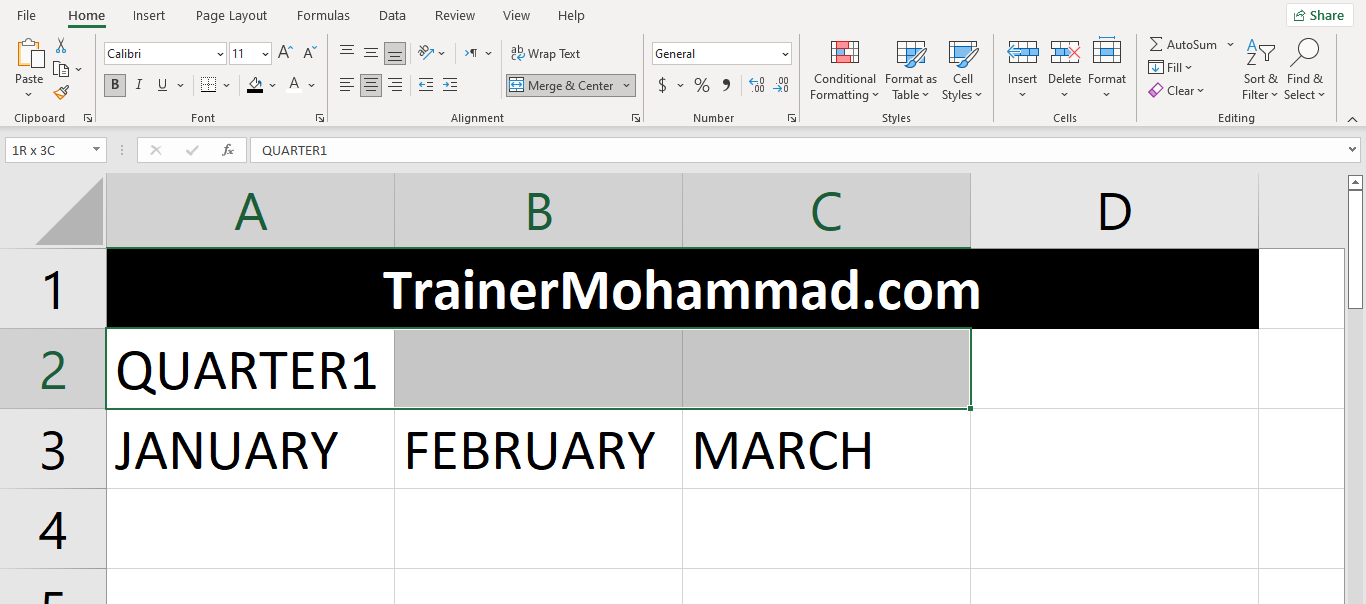 File Home Insert Page Layout Formulas Data Review View Help Share
Calibri 11 A A ab Wrap Text General $ % 9 .00 Conditional Formatting Format as Table Cell Styles Insert Delete Format AutoSum Fill Clear Sort & Filter Find & Select
Paste B I U A Merge & Center
Clipboard Font Alignment Number Styles Cells Editing
1R x 3C fx QUARTER1
A B C D
1 TrainerMohammad.com
2 QUARTER1
3 JANUARY FEBRUARY MARCH
4
5